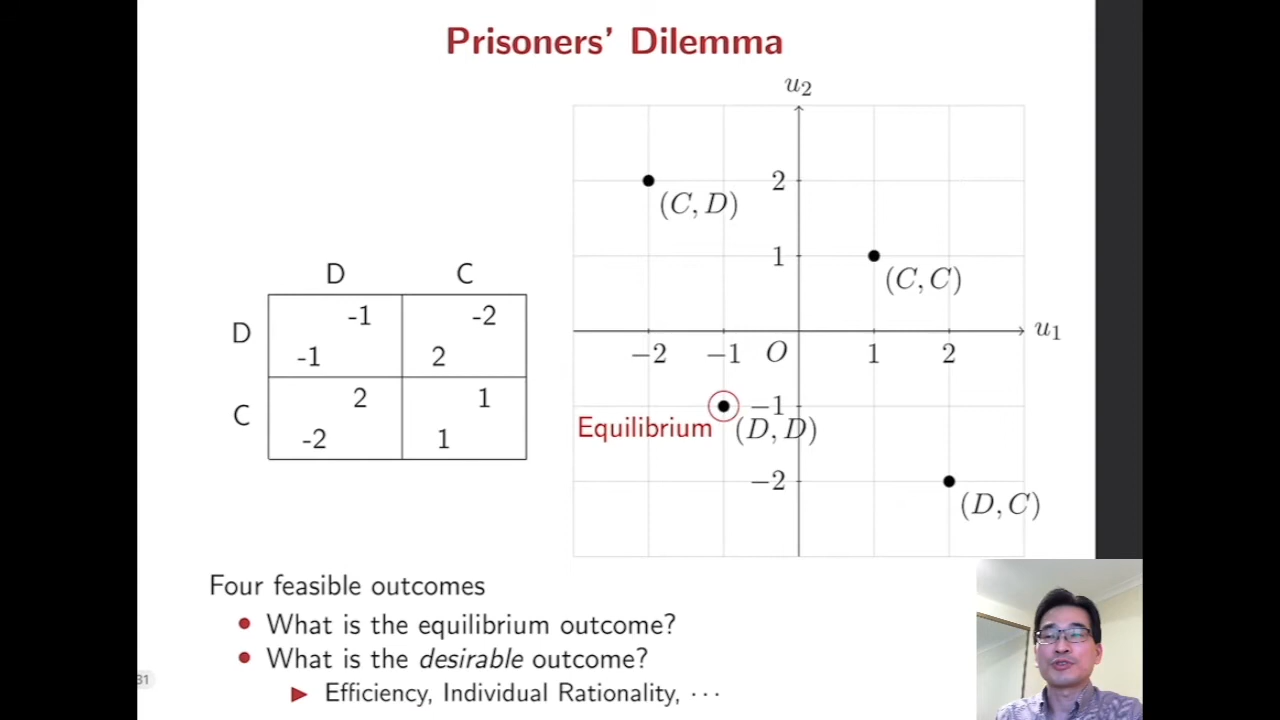 Prisoners' Dilemma
u2
2
(C, D)
1
(C, C)
D C
D -1 -2
-1 2
C 2 1
-2 1
u1
−2 −1 O 1 2
−1
Equilibrium (D, D)
−2
(D, C)
Four feasible outcomes
• What is the equilibrium outcome?
• What is the desirable outcome?
▶ Efficiency, Individual Rationality, ···
31